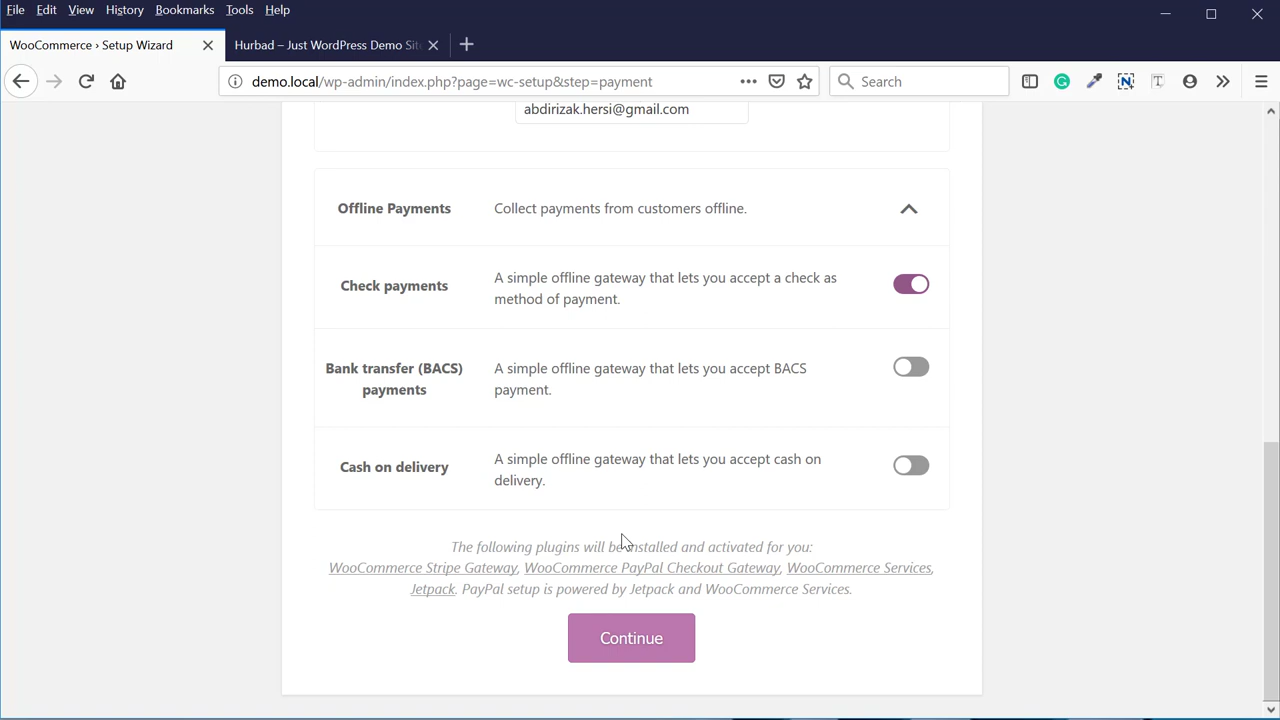 File Edit View History Bookmarks Tools Help
WooCommerce › Setup Wizard
Hurbad – Just WordPress Demo Sit
demo.local/wp-admin/index.php?page=wc-setup&step=payment
Search
abdirizak.hersi@gmail.com
Offline Payments
Collect payments from customers offline.
Check payments
A simple offline gateway that lets you accept a check as
method of payment.
Bank transfer (BACS)
payments
A simple offline gateway that lets you accept BACS
payment.
Cash on delivery
A simple offline gateway that lets you accept cash on
delivery.
The following plugins will be installed and activated for you:
WooCommerce Stripe Gateway, WooCommerce PayPal Checkout Gateway, WooCommerce Services,
Jetpack. PayPal setup is powered by Jetpack and WooCommerce Services.
Continue